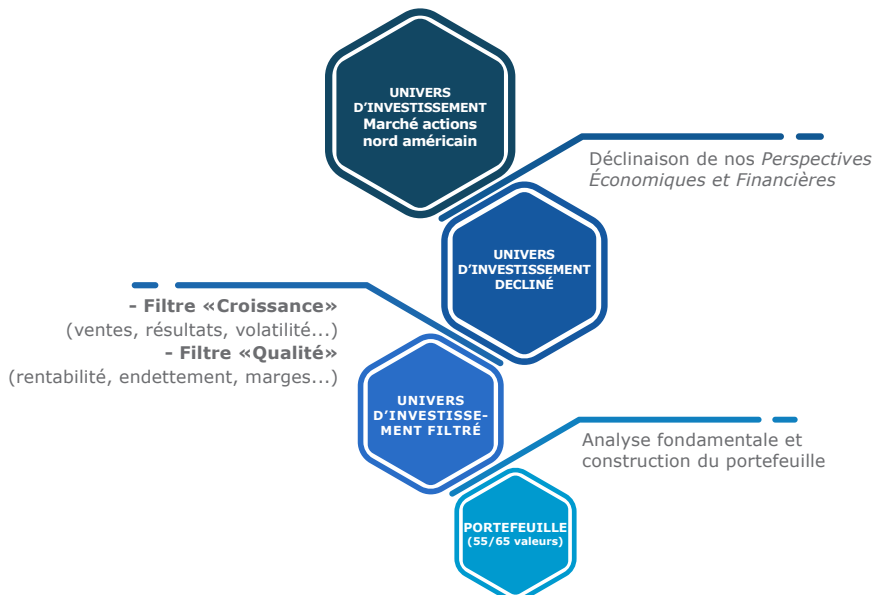 UNIVERS
D'INVESTISSEMENT
Marché actions
nord américain
Déclinaison de nos Perspectives
Économiques et Financières
UNIVERS
D'INVESTISSEMENT
DECLINÉ
- Filtre «Croissance»
(ventes, résultats, volatilité...)
- Filtre «Qualité»
(rentabilité, endettement, marges...)
UNIVERS
D'INVESTISSE-
MENT FILTRÉ
Analyse fondamentale et
construction du portefeuille
PORTEFEUILLE
(55/65 valeurs)